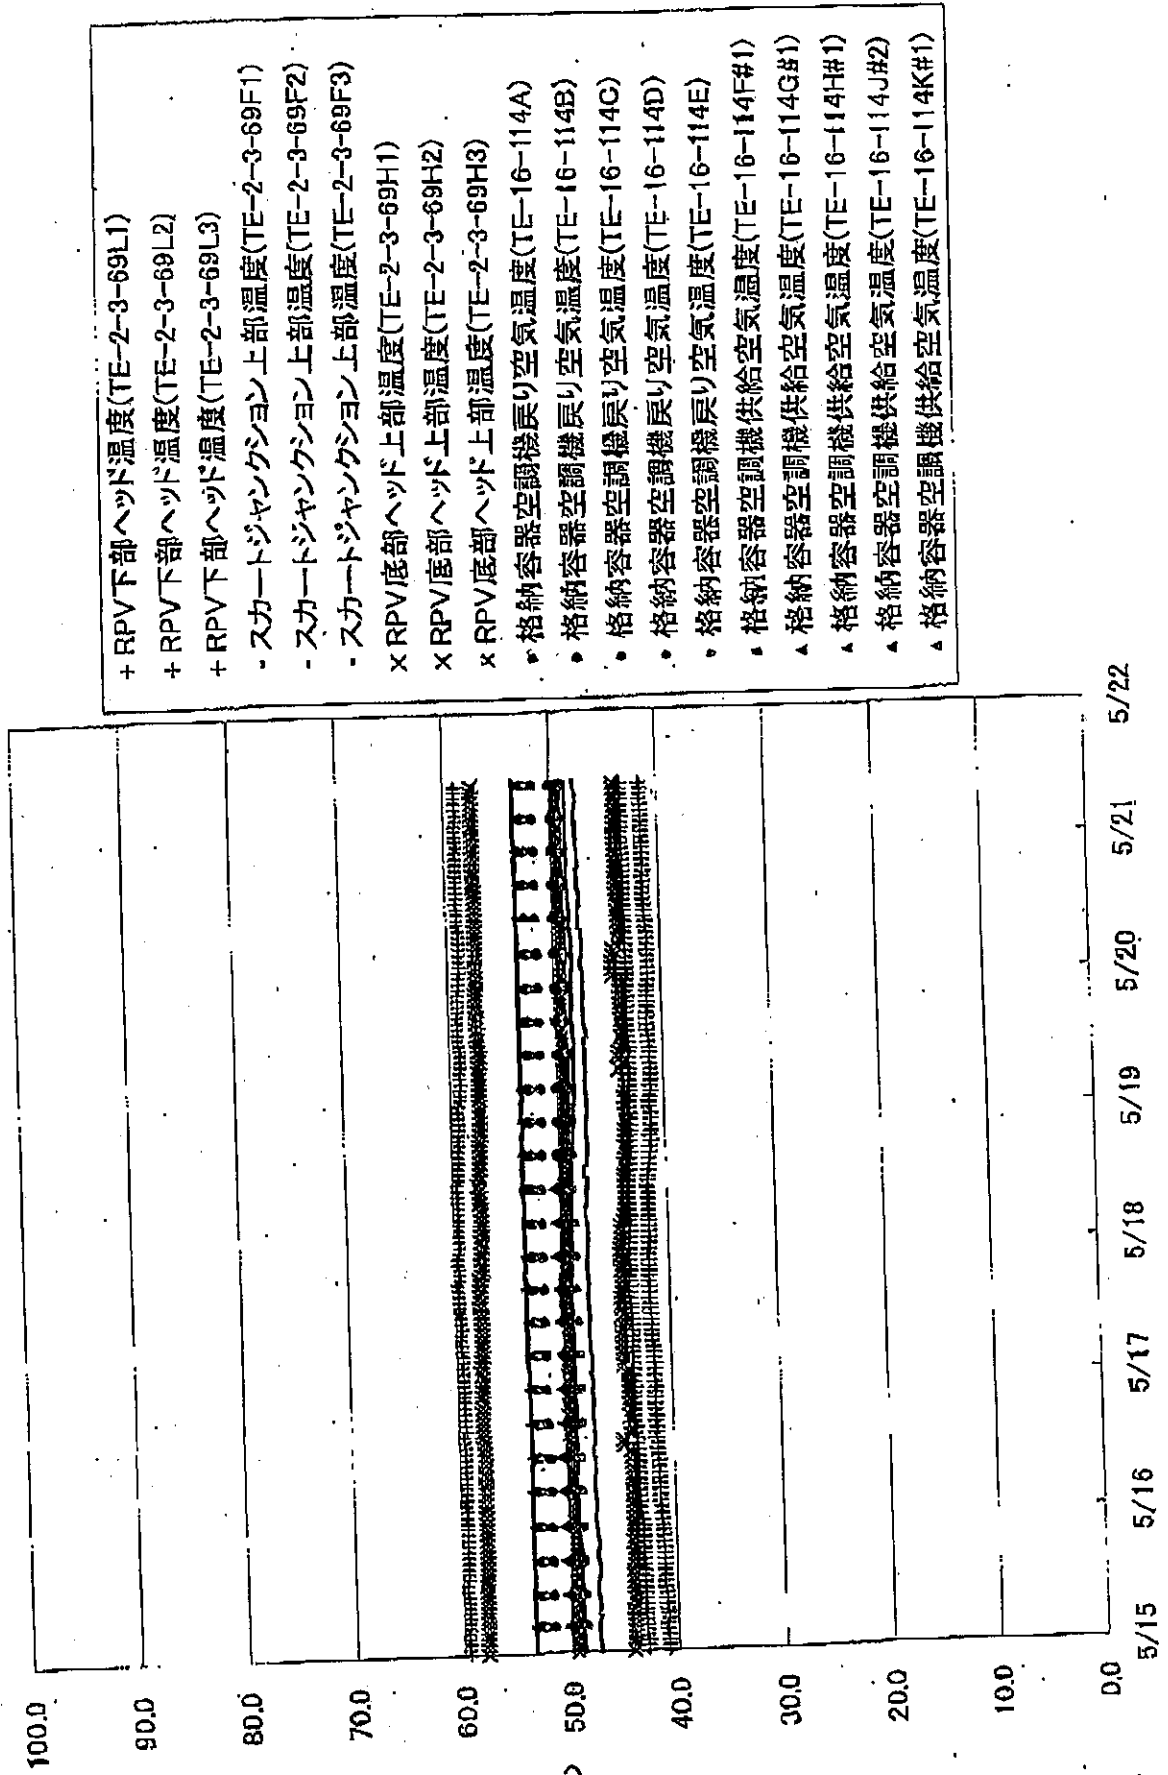 + RPV下部ヘッド温度(TE-2-3-69L1)
+ RPV下部ヘッド温度(TE-2-3-69L2)
+ RPV下部ヘッド温度(TE-2-3-69L3)
- スカートジャンクション上部温度(TE-2-3-69F1)
- スカートジャンクション上部温度(TE-2-3-69F2)
- スカートジャンクション上部温度(TE-2-3-69F3)
× RPV底部ヘッド上部温度(TE-2-3-69H1)
× RPV底部ヘッド上部温度(TE-2-3-69H2)
× RPV底部ヘッド上部温度(TE-2-3-69H3)
• 格納容器空調機戻り空気温度(TE-16-114A)
• 格納容器空調機戻り空気温度(TE-16-114B)
• 格納容器空調機戻り空気温度(TE-16-114C)
• 格納容器空調機戻り空気温度(TE-16-114D)
• 格納容器空調機戻り空気温度(TE-16-114E)
▲ 格納容器空調機供給空気温度(TE-16-114F#1)
▲ 格納容器空調機供給空気温度(TE-16-114G#1)
▲ 格納容器空調機供給空気温度(TE-16-114H#1)
▲ 格納容器空調機供給空気温度(TE-16-114J#2)
▲ 格納容器空調機供給空気温度(TE-16-114K#1)
100.0
90.0
80.0
70.0
60.0
50.0
40.0
30.0
20.0
10.0
0.0
5/15 5/16 5/17 5/18 5/19 5/20 5/21 5/22